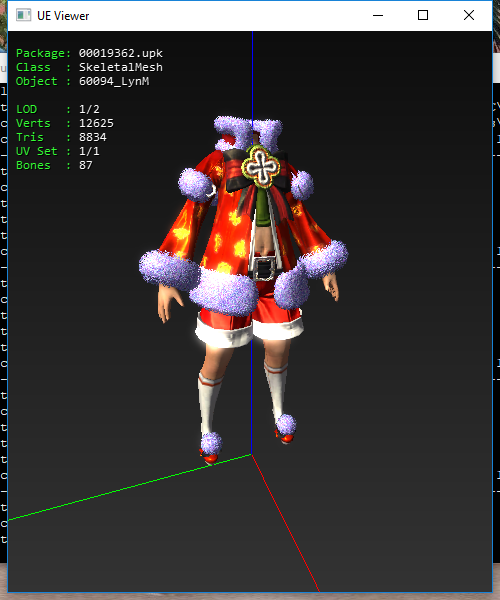 UE Viewer
Package: 00019362.upk
Class : SkeletalMesh
Object : 60094_LynM
LOD : 1/2
Verts : 12625
Tris : 8834
UV Set : 1/1
Bones : 87